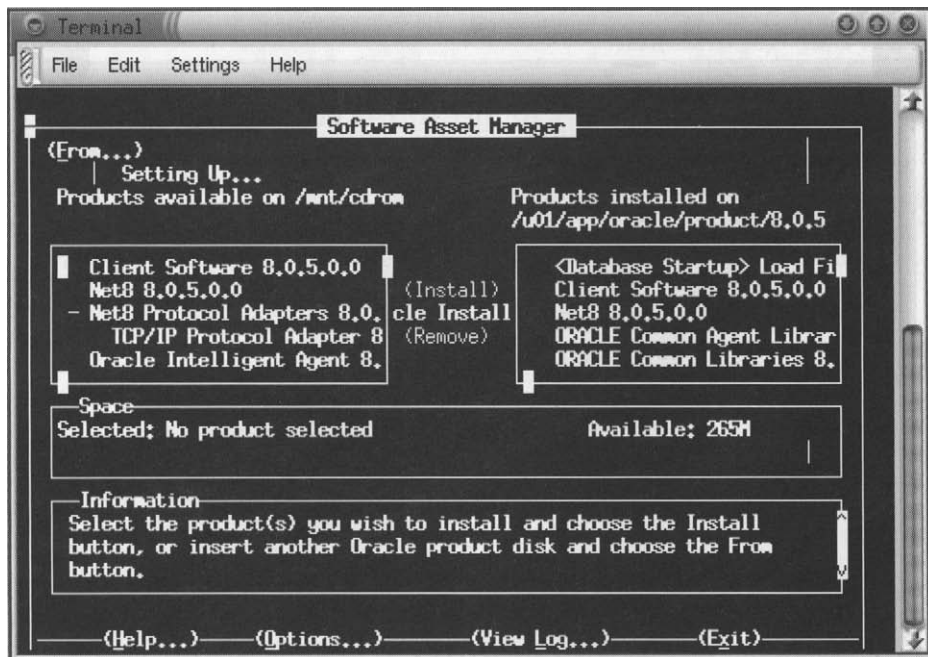 Terminal
File Edit Settings Help
Software Asset Manager
(From...)
Setting Up...
Products available on /mnt/cdrom
Products installed on
/u01/app/oracle/product/8.0.5
Client Software 8.0.5.0.0
Net8 8.0.5.0.0
- Net8 Protocol Adapters 8.0.
TCP/IP Protocol Adapter 8
Oracle Intelligent Agent 8.
(Install)
cle Install
(Remove)
<Database Startup> Load Fi
Client Software 8.0.5.0.0
Net8 8.0.5.0.0
ORACLE Common Agent Librar
ORACLE Common Libraries 8.
Space
Selected: No product selected Available: 265M
Information
Select the product(s) you wish to install and choose the Install
button, or insert another Oracle product disk and choose the From
button.
(Help...) (Options...) (View Log...) (Exit)